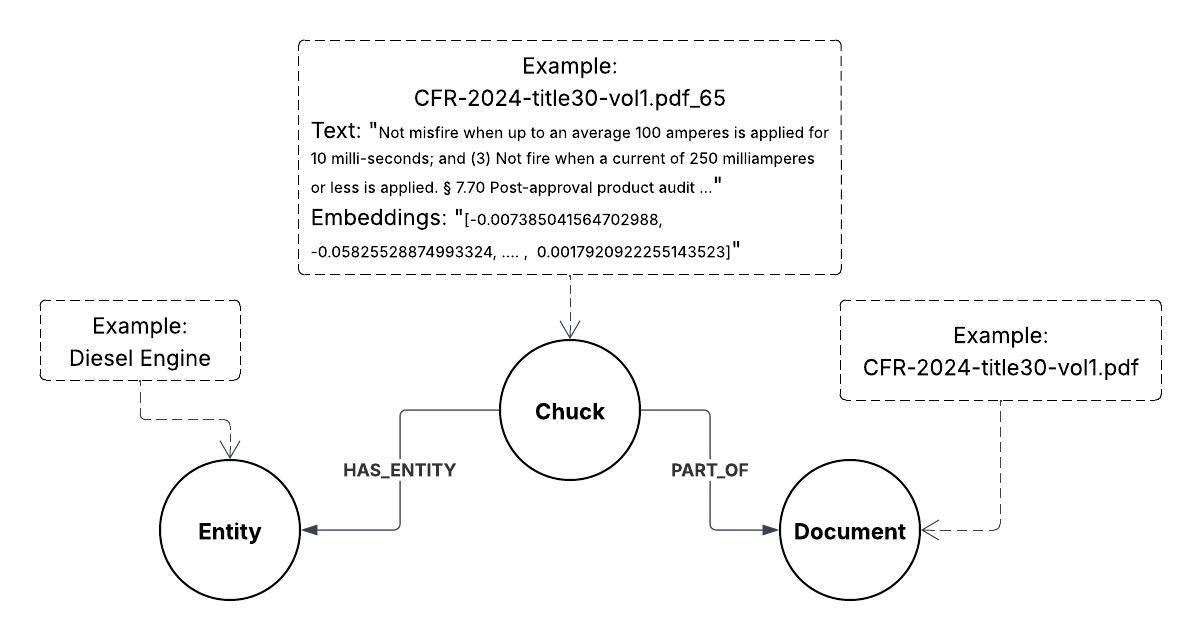 Example:
CFR-2024-title30-vol1.pdf_65
Text: "Not misfire when up to an average 100 amperes is applied for
10 milli-seconds; and (3) Not fire when a current of 250 milliamperes
or less is applied. § 7.70 Post-approval product audit ..."
Embeddings: "[-0.007385041564702988,
-0.05825528874993324, .... , 0.0017920922255143523]"
Example:
Diesel Engine
Example:
CFR-2024-title30-vol1.pdf
Chuck
HAS_ENTITY
PART_OF
Entity
Document